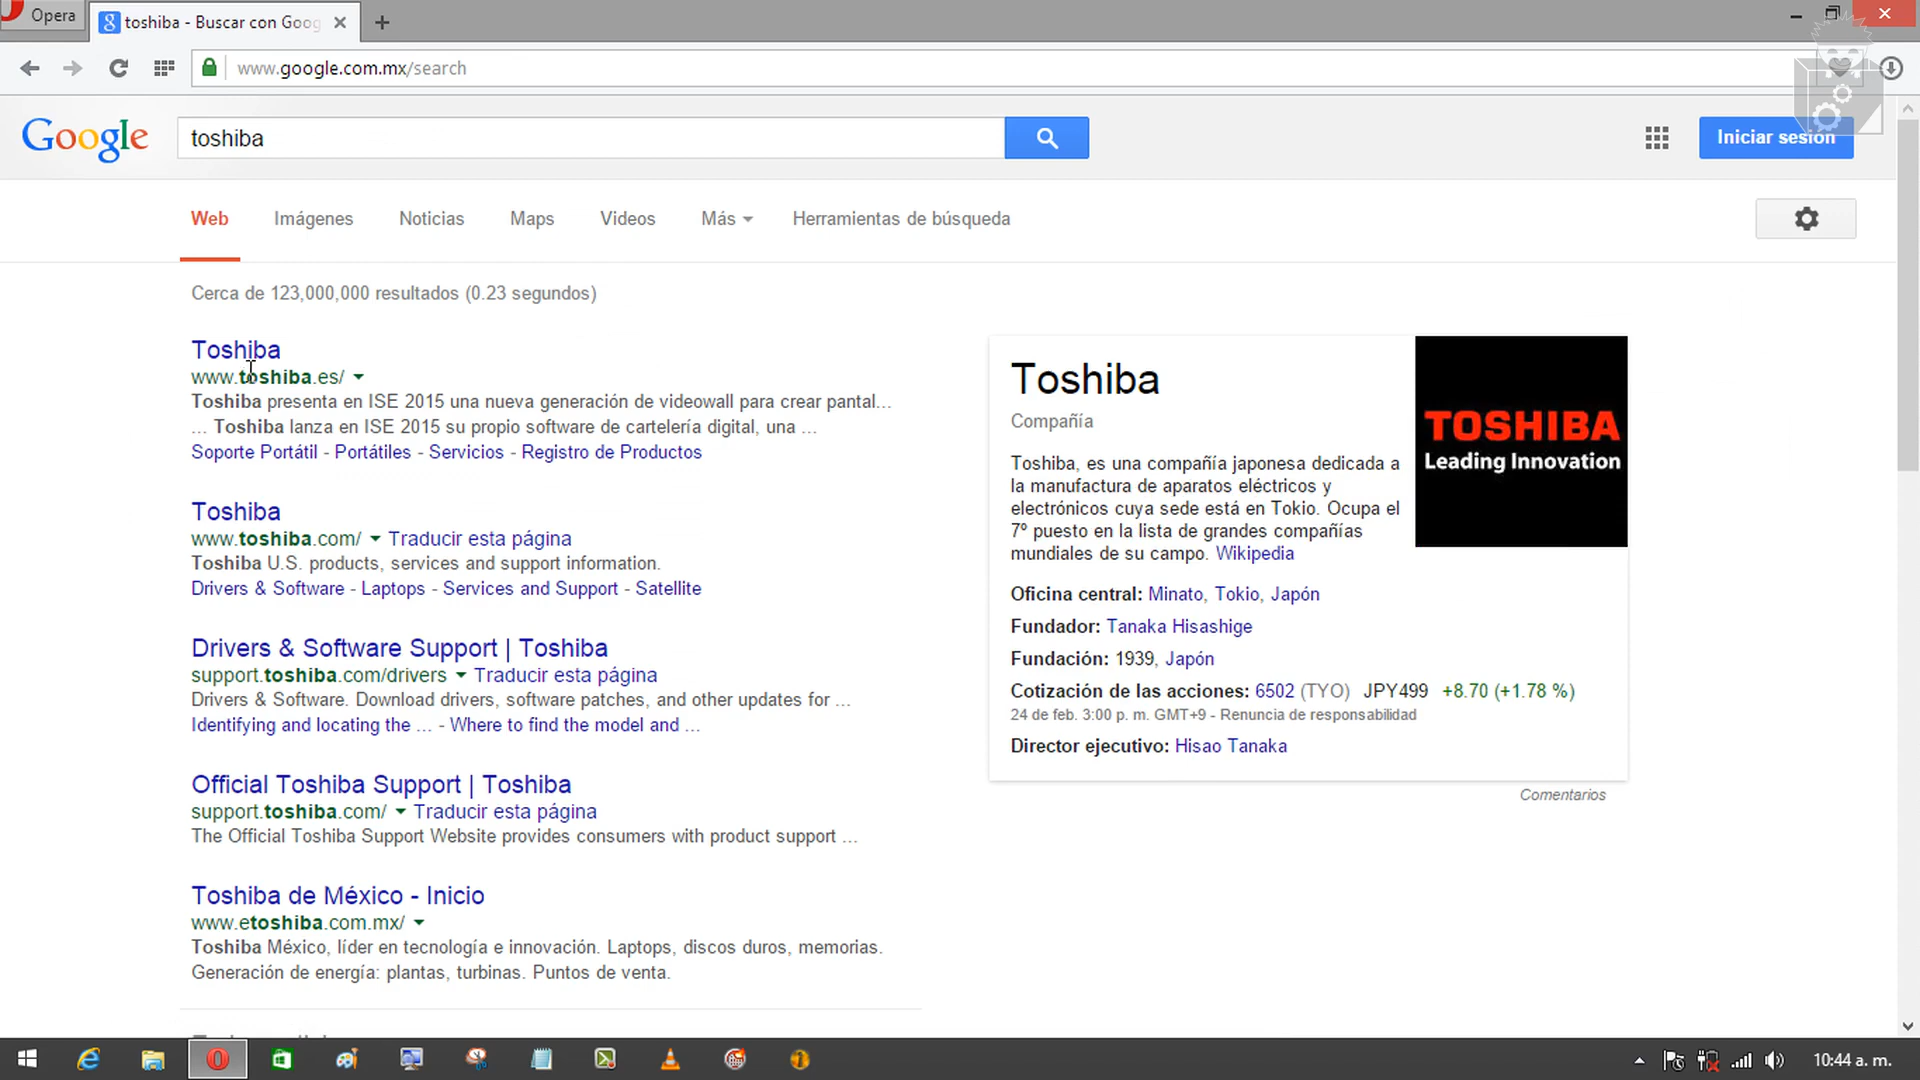 Opera
toshiba - Buscar con Goog
www.google.com.mx/search
Google
toshiba
Iniciar sesión
Web Imágenes Noticias Maps Videos Más Herramientas de búsqueda
Cerca de 123,000,000 resultados (0.23 segundos)
Toshiba
www.toshiba.es/
Toshiba presenta en ISE 2015 una nueva generación de videowall para crear pantal...
... Toshiba lanza en ISE 2015 su propio software de cartelería digital, una ...
Soporte Portátil - Portátiles - Servicios - Registro de Productos
Toshiba
www.toshiba.com/ Traducir esta página
Toshiba U.S. products, services and support information.
Drivers & Software - Laptops - Services and Support - Satellite
Drivers & Software Support | Toshiba
support.toshiba.com/drivers Traducir esta página
Drivers & Software. Download drivers, software patches, and other updates for ...
Identifying and locating the ... - Where to find the model and ...
Official Toshiba Support | Toshiba
support.toshiba.com/ Traducir esta página
The Official Toshiba Support Website provides consumers with product support ...
Toshiba de México - Inicio
www.etoshiba.com.mx/
Toshiba México, líder en tecnología e innovación. Laptops, discos duros, memorias.
Generación de energía: plantas, turbinas. Puntos de venta.
Toshiba
Compañía
TOSHIBA
Leading Innovation
Toshiba, es una compañía japonesa dedicada a
la manufactura de aparatos eléctricos y
electrónicos cuya sede está en Tokio. Ocupa el
7º puesto en la lista de grandes compañías
mundiales de su campo. Wikipedia
Oficina central: Minato, Tokio, Japón
Fundador: Tanaka Hisashige
Fundación: 1939, Japón
Cotización de las acciones: 6502 (TYO) JPY499 +8.70 (+1.78 %)
24 de feb. 3:00 p. m. GMT+9 - Renuncia de responsabilidad
Director ejecutivo: Hisao Tanaka
Comentarios
10:44 a. m.